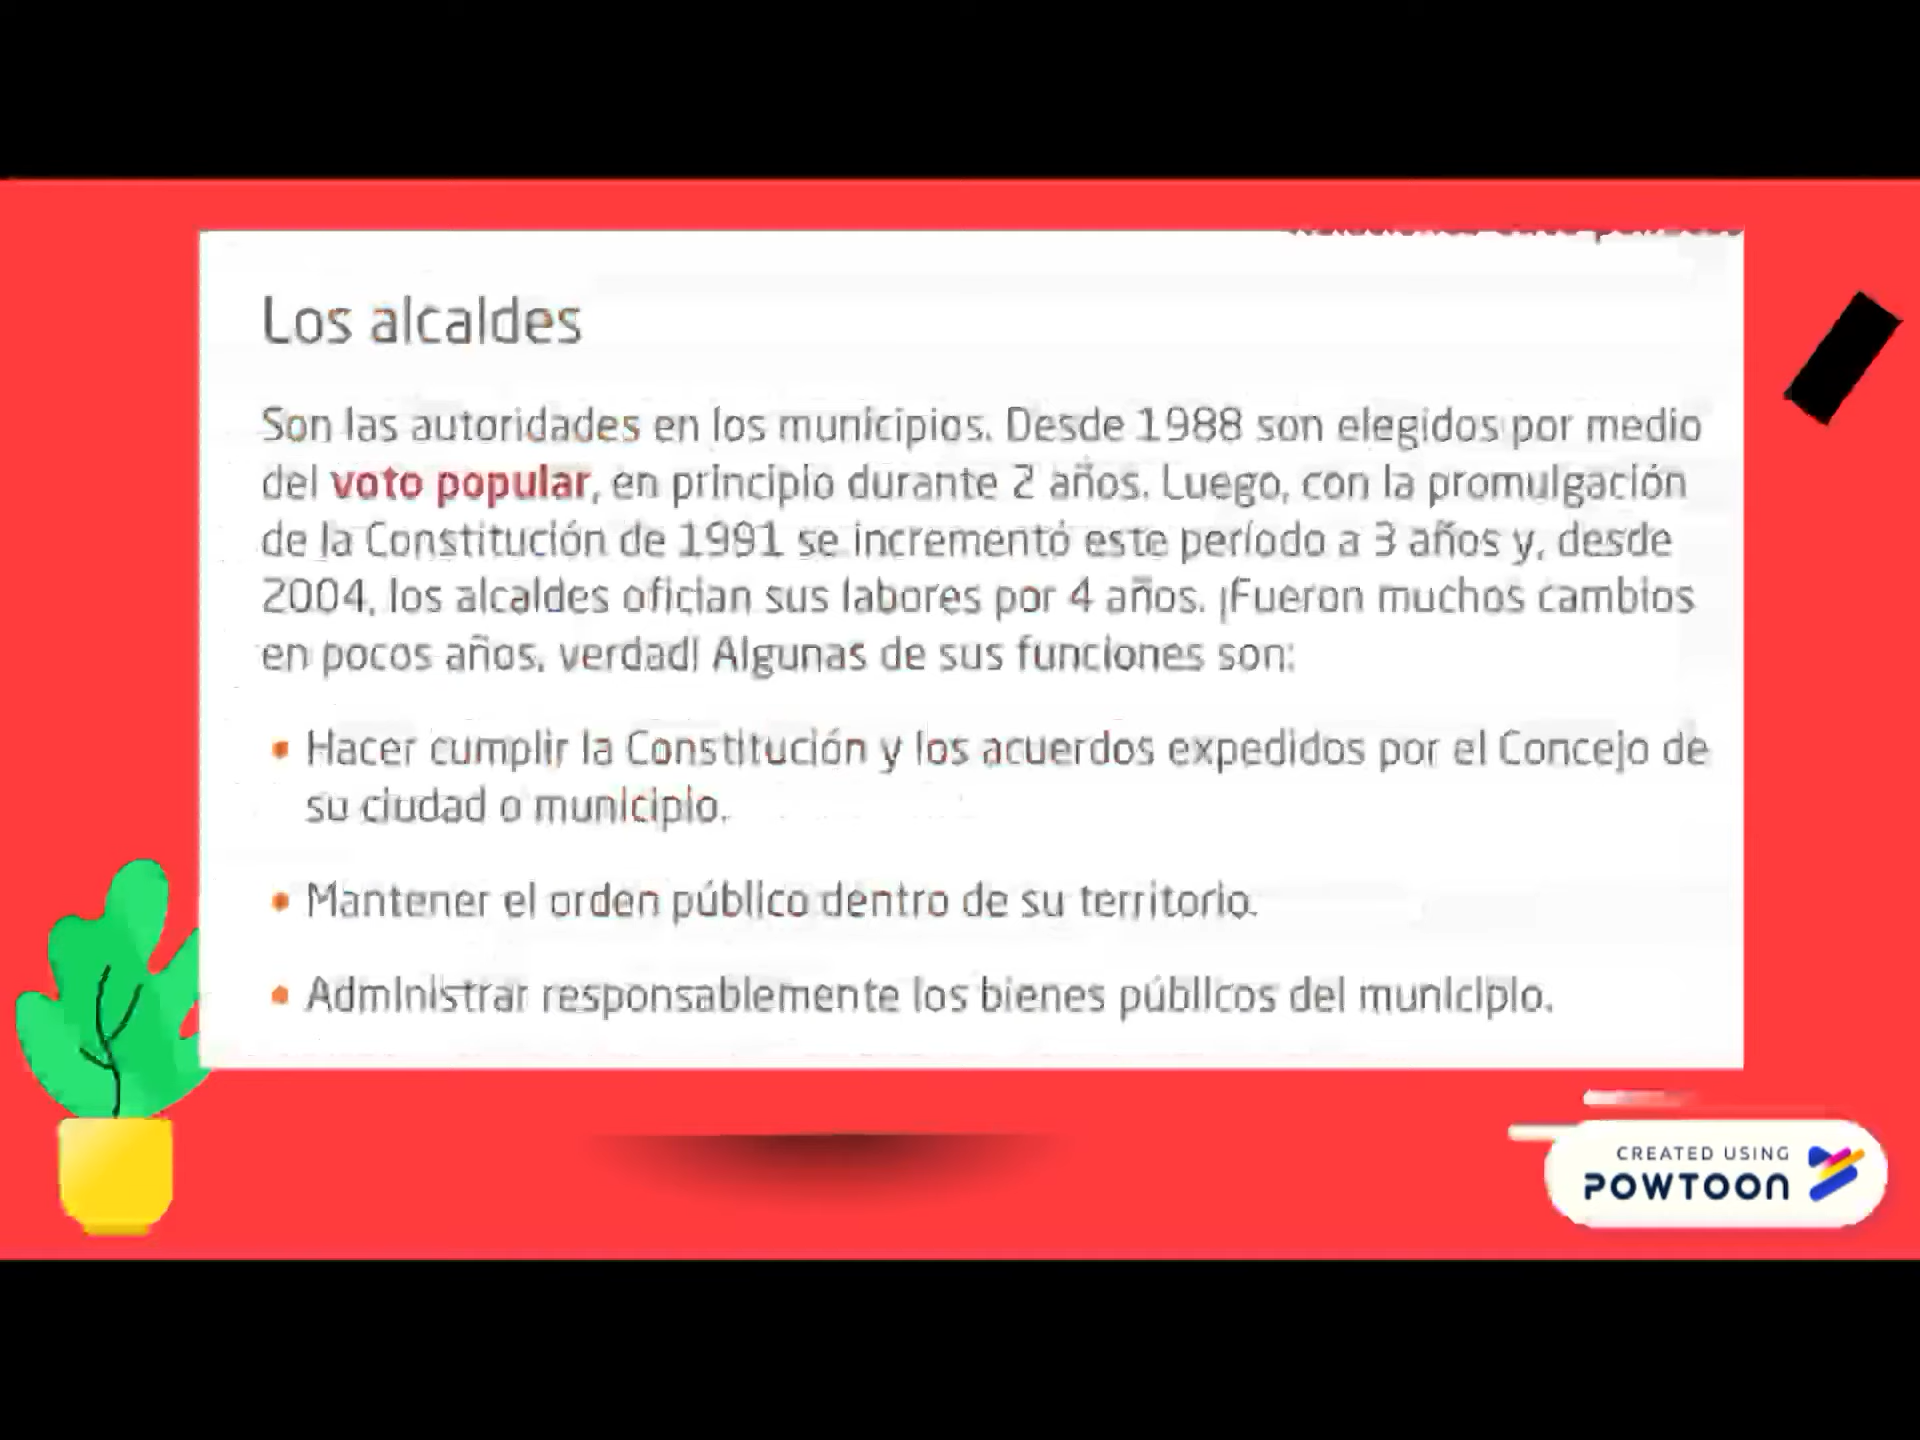 Los alcaldes
Son las autoridades en los municipios. Desde 1988 son elegidos por medio
del voto popular, en principio durante 2 años. Luego, con la promulgación
de la Constitución de 1991 se incrementó este período a 3 años y, desde
2004, los alcaldes ofician sus labores por 4 años. ¡Fueron muchos cambios
en pocos años, verdad! Algunas de sus funciones son:
• Hacer cumplir la Constitución y los acuerdos expedidos por el Concejo de
su ciudad o municipio.
• Mantener el orden público dentro de su territorio.
• Administrar responsablemente los bienes públicos del municipio.
CREATED USING
POWTOON